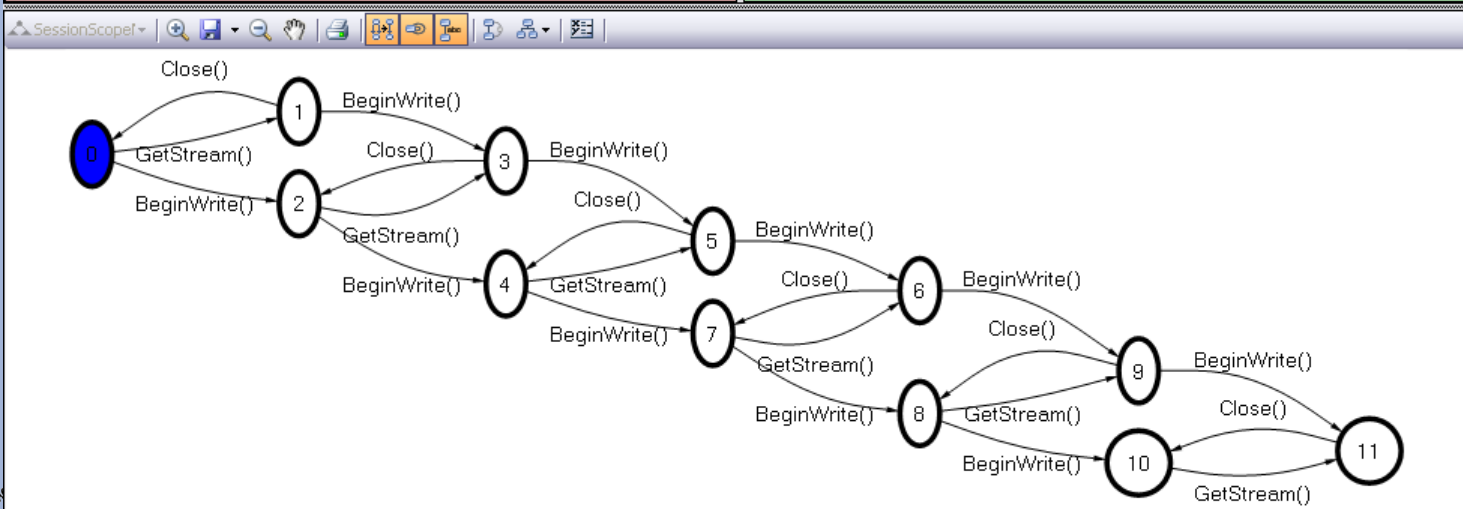 SessionScopef
Close()
1
BeginWrite()
0
GetStream()
Close()
3
BeginWrite()
BeginWrite()
2
Close()
GetStream()
5
BeginWrite()
BeginWrite()
4
GetStream()
Close()
6
BeginWrite()
BeginWrite()
7
Close()
GetStream()
9
BeginWrite()
BeginWrite()
8
GetStream()
Close()
BeginWrite()
10
11
GetStream()